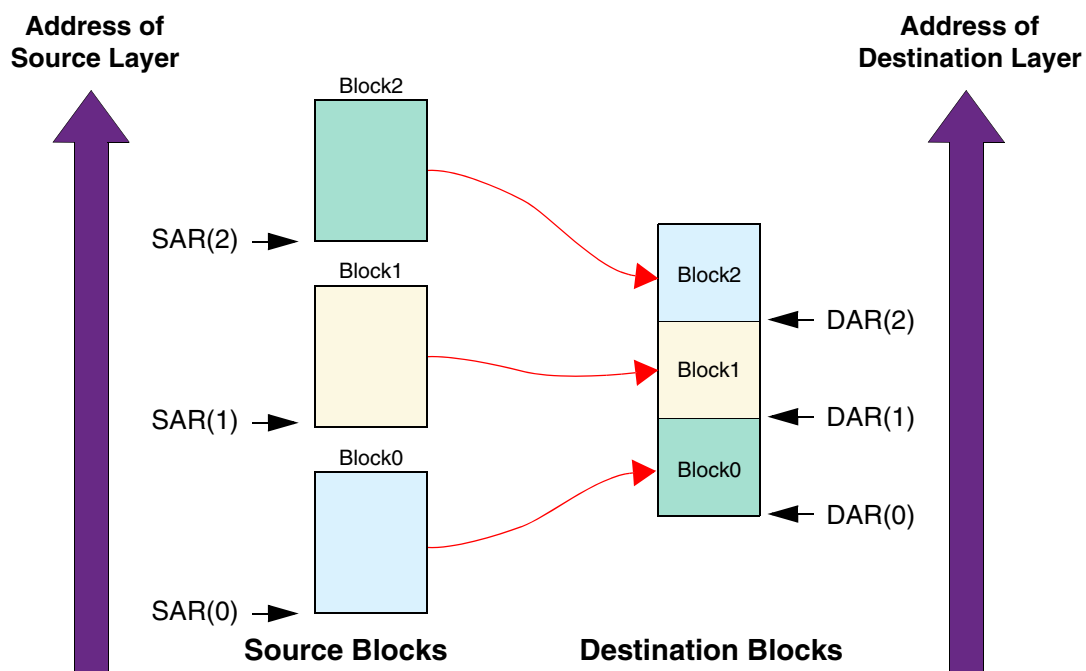 Address of
Source Layer
Address of
Destination Layer
Block2
SAR(2)
Block1
Block2
DAR(2)
Block1
SAR(1)
DAR(1)
Block0
Block0
DAR(0)
SAR(0)
Source Blocks
Destination Blocks